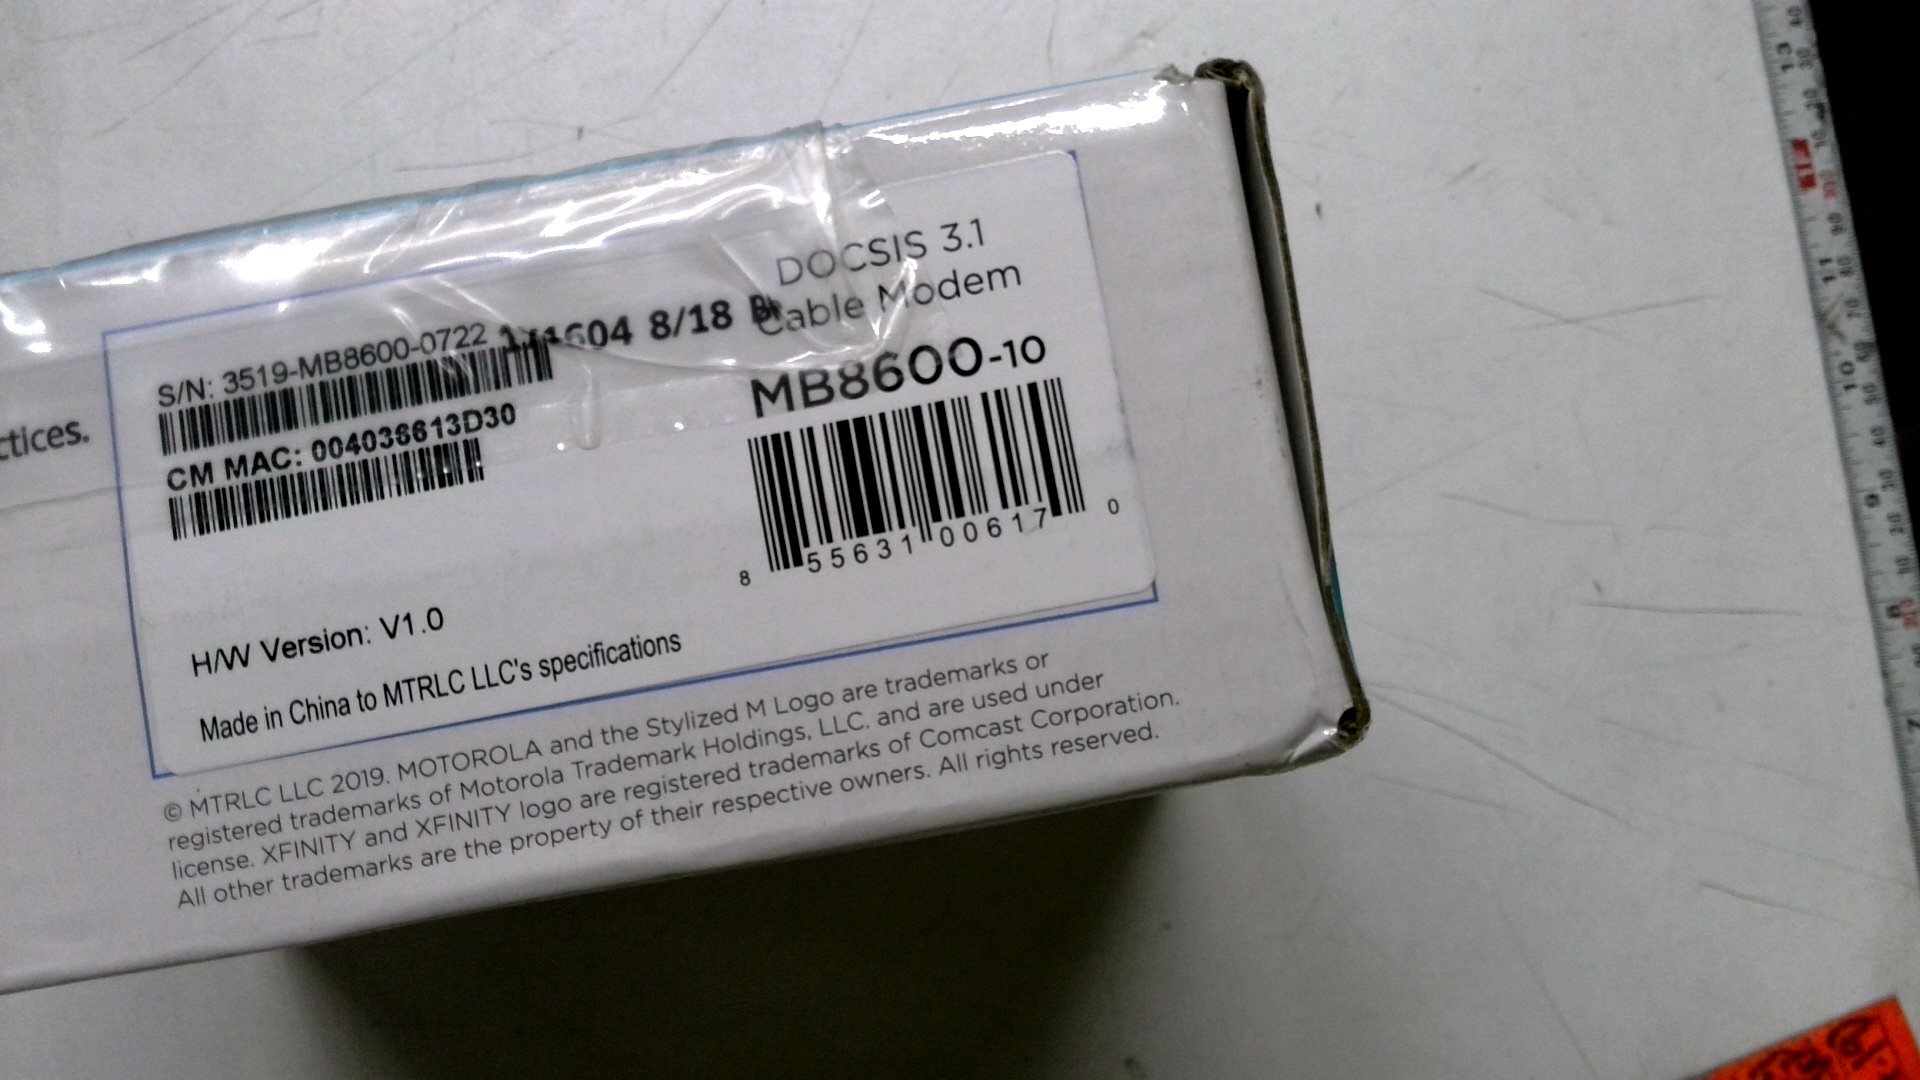 DOCSIS 3.1
Cable Modem
S/N: 3519-MB8600-0722
8/18
MB8600-10
CM MAC: 004036613D30
8 55631 00617 0
ctices.
H/W Version: V1.0
Made in China to MTRLC LLC's specifications
© MTRLC LLC 2019. MOTOROLA and the Stylized M Logo are trademarks or
registered trademarks of Motorola Trademark Holdings, LLC. and are used under
license. XFINITY and XFINITY logo are registered trademarks of Comcast Corporation.
All other trademarks are the property of their respective owners. All rights reserved.